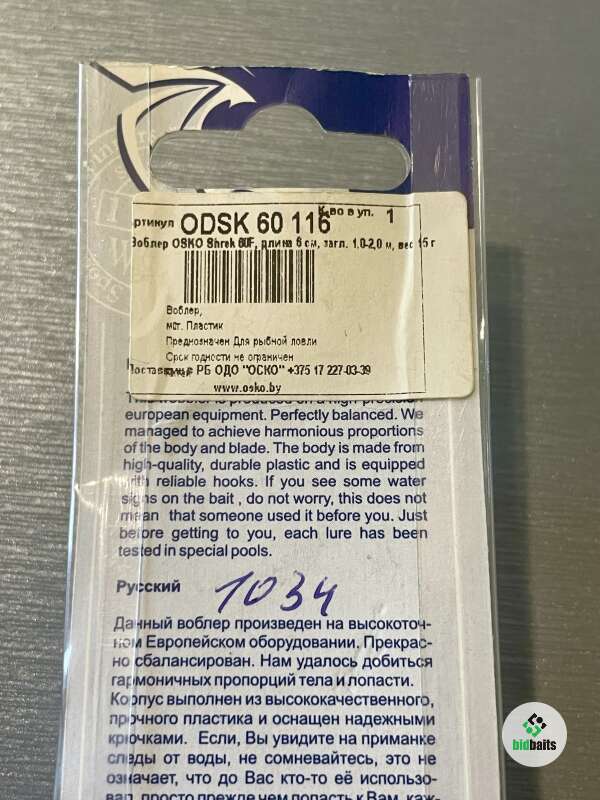 артикул ODSK 60 116 К-во в уп. 1
Воблер OSKO Shrek 60F, длина 6 см, загл. 1,0-2,0 м, вес 15 г
Воблер,
мат. Пластик
Предназначен Для рыбной ловли
Срок годности не ограничен
Поставщик в РБ ОДО "ОСКО" +375 17 227-03-39
www.osko.by
This wobbler is produced on a high-precision
european equipment. Perfectly balanced. We
managed to achieve harmonious proportions
of the body and blade. The body is made from
high-quality, durable plastic and is equipped
with reliable hooks. If you see some water
signs on the bait , do not worry, this does not
mean that someone used it before you. Just
before getting to you, each lure has been
tested in special pools.
Русский 1034
Данный воблер произведен на высокоточ-
ном Европейском оборудовании. Прекрас-
но сбалансирован. Нам удалось добиться
гармоничных пропорций тела и лопасти.
Корпус выполнен из высококачественного,
прочного пластика и оснащен надежными
крючками. Если, Вы увидите на приманке
следы от воды, не сомневайтесь, это не
означает, что до Вас кто-то её использо-
вал, просто прежде чем попасть к Вам, каж-
bidbaits